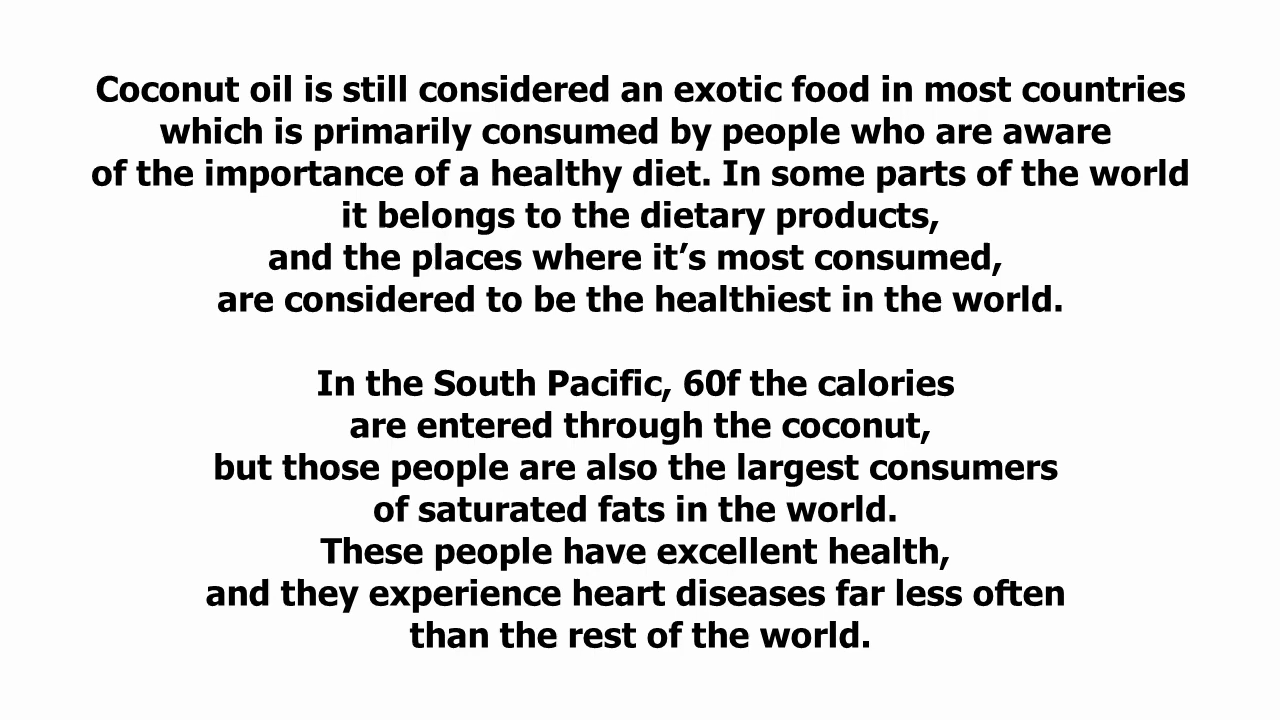 Coconut oil is still considered an exotic food in most countries
which is primarily consumed by people who are aware
of the importance of a healthy diet. In some parts of the world
it belongs to the dietary products,
and the places where it’s most consumed,
are considered to be the healthiest in the world.
In the South Pacific, 60f the calories
are entered through the coconut,
but those people are also the largest consumers
of saturated fats in the world.
These people have excellent health,
and they experience heart diseases far less often
than the rest of the world.